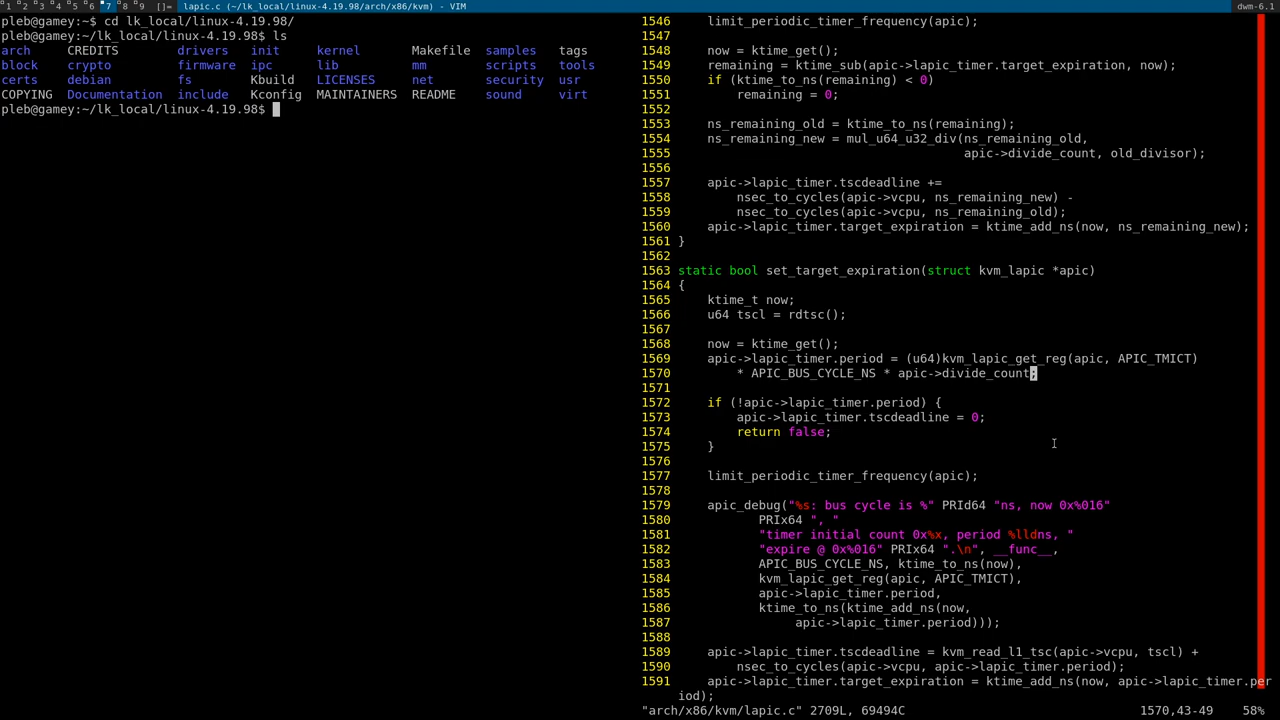 1 2 3 4 5 6 7 8 9 []= lapic.c (~/lk_local/linux-4.19.98/arch/x86/kvm) - VIM dwm-6.1
pleb@gamey:~$ cd lk_local/linux-4.19.98/
pleb@gamey:~/lk_local/linux-4.19.98$ ls
arch CREDITS drivers init kernel Makefile samples tags
block crypto firmware ipc lib mm scripts tools
certs debian fs Kbuild LICENSES net security usr
COPYING Documentation include Kconfig MAINTAINERS README sound virt
pleb@gamey:~/lk_local/linux-4.19.98$
1546 limit_periodic_timer_frequency(apic);
1547
1548 now = ktime_get();
1549 remaining = ktime_sub(apic->lapic_timer.target_expiration, now);
1550 if (ktime_to_ns(remaining) < 0)
1551 remaining = 0;
1552
1553 ns_remaining_old = ktime_to_ns(remaining);
1554 ns_remaining_new = mul_u64_u32_div(ns_remaining_old,
1555 apic->divide_count, old_divisor);
1556
1557 apic->lapic_timer.tscdeadline +=
1558 nsec_to_cycles(apic->vcpu, ns_remaining_new) -
1559 nsec_to_cycles(apic->vcpu, ns_remaining_old);
1560 apic->lapic_timer.target_expiration = ktime_add_ns(now, ns_remaining_new);
1561 }
1562
1563 static bool set_target_expiration(struct kvm_lapic *apic)
1564 {
1565 ktime_t now;
1566 u64 tscl = rdtsc();
1567
1568 now = ktime_get();
1569 apic->lapic_timer.period = (u64)kvm_lapic_get_reg(apic, APIC_TMICT)
1570 * APIC_BUS_CYCLE_NS * apic->divide_count;
1571
1572 if (!apic->lapic_timer.period) {
1573 apic->lapic_timer.tscdeadline = 0;
1574 return false;
1575 }
1576
1577 limit_periodic_timer_frequency(apic);
1578
1579 apic_debug("%s: bus cycle is %" PRId64 "ns, now 0x%016"
1580 PRIx64 ", "
1581 "timer initial count 0x%x, period %lldns, "
1582 "expire @ 0x%016" PRIx64 ".\n", __func__,
1583 APIC_BUS_CYCLE_NS, ktime_to_ns(now),
1584 kvm_lapic_get_reg(apic, APIC_TMICT),
1585 apic->lapic_timer.period,
1586 ktime_to_ns(ktime_add_ns(now,
1587 apic->lapic_timer.period)));
1588
1589 apic->lapic_timer.tscdeadline = kvm_read_l1_tsc(apic->vcpu, tscl) +
1590 nsec_to_cycles(apic->vcpu, apic->lapic_timer.period);
1591 apic->lapic_timer.target_expiration = ktime_add_ns(now, apic->lapic_timer.per
iod);
"arch/x86/kvm/lapic.c" 2709L, 69494C 1570,43-49 58%